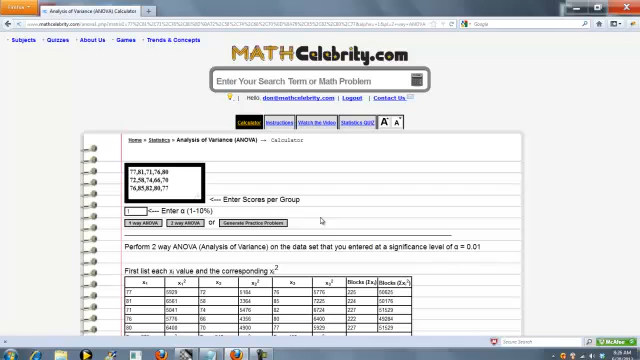 Firefox
Analysis of Variance (ANOVA) Calculator
Subjects Quizzes About Us Games Trends & Concepts
MATHCelebrity.com
Enter Your Search Term or Math Problem
Hello, don@mathcelebrity.com | Logout | Contact Us
Calculator Instructions Watch the Video Statistics QUIZ A+ A-
Home » Statistics » Analysis of Variance (ANOVA) → Calculator
77,81,71,76,80
72,58,74,66,70
76,85,82,80,77
<--- Enter Scores per Group
1 <--- Enter α (1-10%)
1 way ANOVA 2 way ANOVA or Generate Practice Problem
Perform 2 way ANOVA (Analysis of Variance) on the data set that you entered at a significance level of α = 0.01
First list each xᵢ value and the corresponding xᵢ²
x₁ x₁² x₂ x₂² x₃ x₃² Blocks (Σxᵢ) Blocks (Σxᵢ²)
77 5929 72 5184 76 5776 225 50625
81 6561 58 3364 85 7225 224 50176
71 5041 74 5476 82 6724 227 51529
76 5776 66 4356 80 6400 222 49284
80 6400 70 4900 77 5929 227 51529
Secure Search
McAfee
9:26 AM